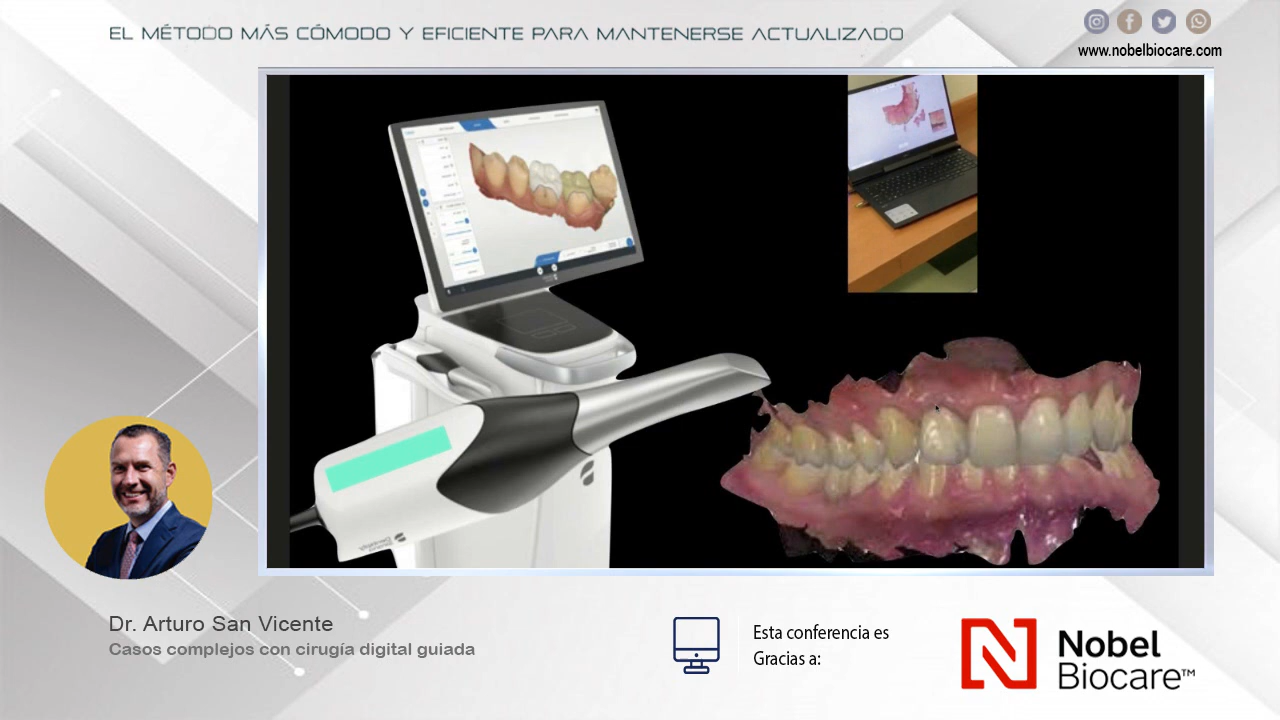 EL MÉTODO MÁS CÓMODO Y EFICIENTE PARA MANTENERSE ACTUALIZADO
www.nobelbiocare.com
Dr. Arturo San Vicente
Casos complejos con cirugía digital guiada
Esta conferencia es
Gracias a:
Nobel
Biocare™